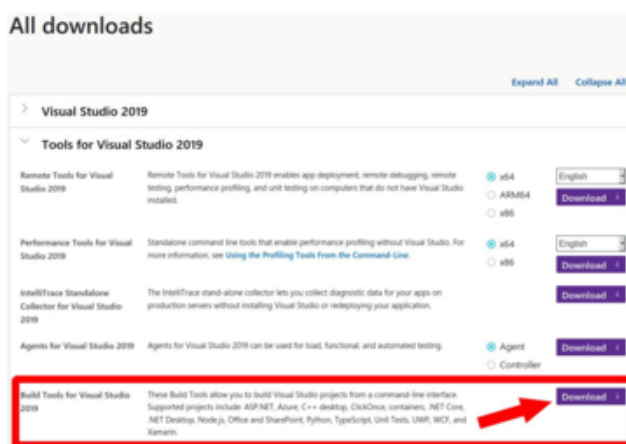 All downloads
Expand All Collapse All
Visual Studio 2019
Tools for Visual Studio 2019
Remote Tools for Visual
Studio 2019
Remote Tools for Visual Studio 2019 enables app deployment, remote debugging, remote
testing, performance profiling, and unit testing on computers that do not have Visual Studio
installed.
x64
ARM64
x86
English
Download
Performance Tools for Visual
Studio 2019
Standalone command line tools that enable performance profiling without Visual Studio. For
more information, see Using the Profiling Tools From the Command-Line.
x64
x86
English
Download
IntelliTrace Standalone
Collector for Visual Studio
2019
The IntelliTrace stand-alone collector lets you collect diagnostic data for your apps on
production servers without installing Visual Studio or redeploying your application.
Download
Agents for Visual Studio 2019
Agents for Visual Studio 2019 can be used for load, functional, and automated testing.
Agent
Controller
Download
Build Tools for Visual Studio
2019
These Build Tools allow you to build Visual Studio projects from a command-line interface.
Supported projects include: ASP.NET, Azure, C++ desktop, ClickOnce, containers, .NET Core,
.NET Desktop, Node.js, Office and SharePoint, Python, TypeScript, Unit Tests, UWP, WCF, and
Xamarin.
Download